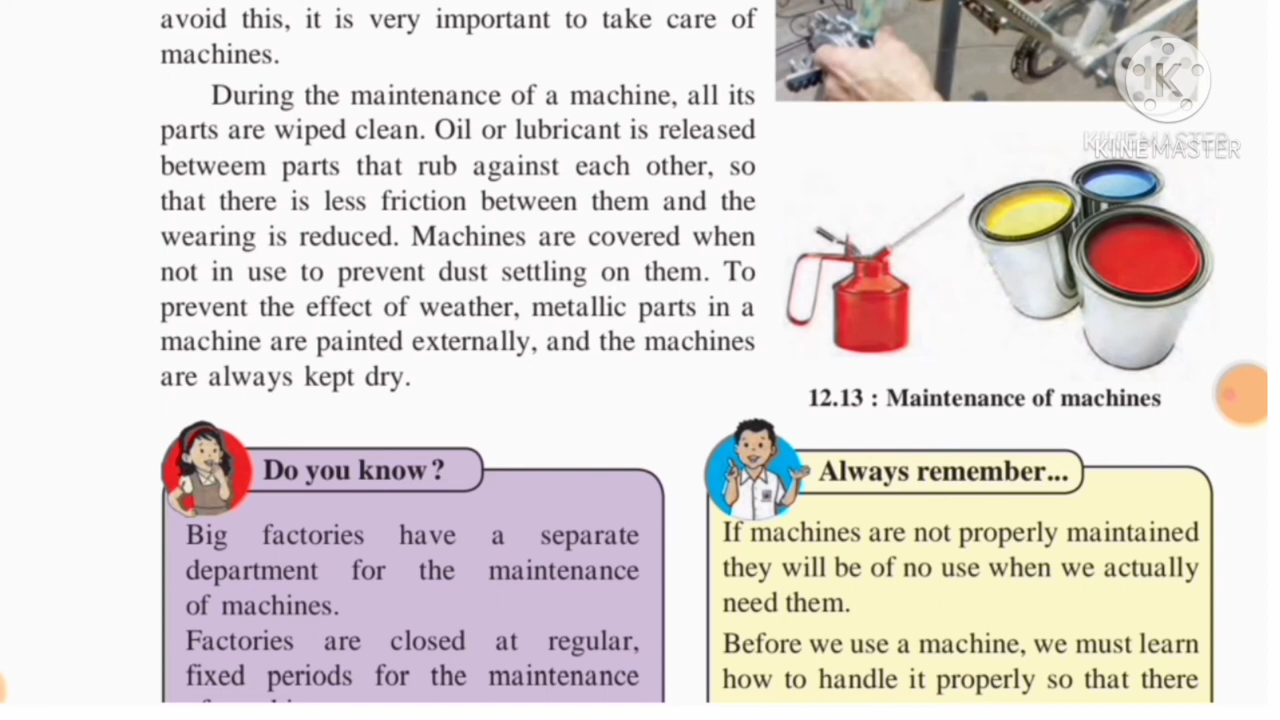 avoid this, it is very important to take care of
machines.
During the maintenance of a machine, all its
parts are wiped clean. Oil or lubricant is released
betweem parts that rub against each other, so
that there is less friction between them and the
wearing is reduced. Machines are covered when
not in use to prevent dust settling on them. To
prevent the effect of weather, metallic parts in a
machine are painted externally, and the machines
are always kept dry.
K
KINEMASTER
KINEMASTER
12.13 : Maintenance of machines
Do you know?
Big factories have a separate
department for the maintenance
of machines.
Factories are closed at regular,
fixed periods for the maintenance
Always remember...
If machines are not properly maintained
they will be of no use when we actually
need them.
Before we use a machine, we must learn
how to handle it properly so that there